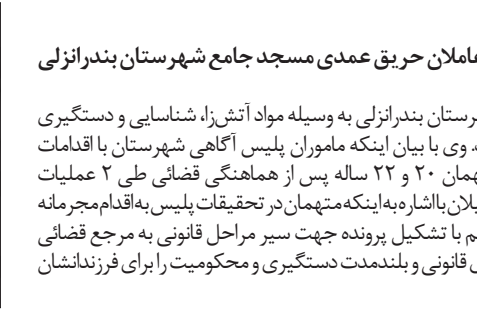 عاملان حریق عمدی مسجد جامع شهرستان بندرانزلی
رستان بندرانزلی به وسیله مواد آتش‌زا، شناسایی و دستگیری
وی با بیان اینکه ماموران پلیس آگاهی شهرستان با اقدامات
همان ۲۰ و ۲۲ ساله پس از هماهنگی قضائی طی ۲ عملیات
یلان با اشاره به اینکه متهمان در تحقیقات پلیس به اقدام مجرمانه
م با تشکیل پرونده جهت سیر مراحل قانونی به مرجع قضائی
قانونی و بلندمدت دستگیری و محکومیت را برای فرزندانشان